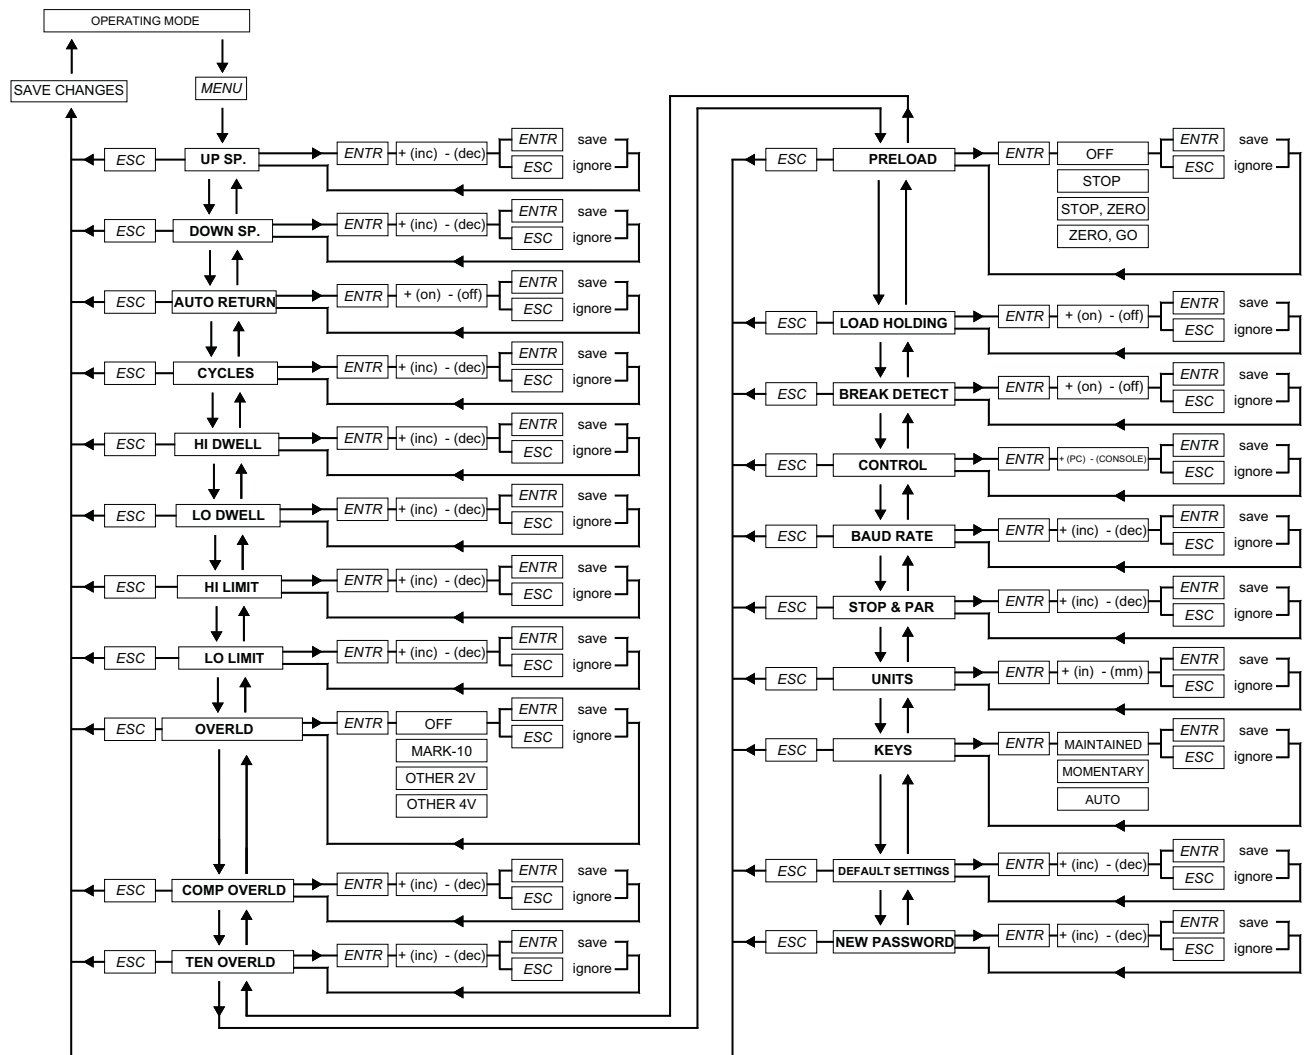 OPERATING MODE
SAVE CHANGES
MENU
ESC UP SP. ENTR + (inc) - (dec) ENTR save
ESC ignore
ESC DOWN SP. ENTR + (inc) - (dec) ENTR save
ESC ignore
ESC AUTO RETURN ENTR + (on) - (off) ENTR save
ESC ignore
ESC CYCLES ENTR + (inc) - (dec) ENTR save
ESC ignore
ESC HI DWELL ENTR + (inc) - (dec) ENTR save
ESC ignore
ESC LO DWELL ENTR + (inc) - (dec) ENTR save
ESC ignore
ESC HI LIMIT ENTR + (inc) - (dec) ENTR save
ESC ignore
ESC LO LIMIT ENTR + (inc) - (dec) ENTR save
ESC ignore
ESC OVERLD ENTR OFF ENTR save
ESC ignore
MARK-10
OTHER 2V
OTHER 4V
ESC COMP OVERLD ENTR + (inc) - (dec) ENTR save
ESC ignore
ESC TEN OVERLD ENTR + (inc) - (dec) ENTR save
ESC ignore
ESC PRELOAD ENTR OFF ENTR save
ESC ignore
STOP
STOP, ZERO
ZERO, GO
ESC LOAD HOLDING ENTR + (on) - (off) ENTR save
ESC ignore
ESC BREAK DETECT ENTR + (on) - (off) ENTR save
ESC ignore
ESC CONTROL ENTR + (PC) - (CONSOLE) ENTR save
ESC ignore
ESC BAUD RATE ENTR + (inc) - (dec) ENTR save
ESC ignore
ESC STOP & PAR ENTR + (inc) - (dec) ENTR save
ESC ignore
ESC UNITS ENTR + (in) - (mm) ENTR save
ESC ignore
ESC KEYS ENTR MAINTAINED ENTR save
ESC ignore
MOMENTARY
AUTO
ESC DEFAULT SETTINGS ENTR + (inc) - (dec) ENTR save
ESC ignore
ESC NEW PASSWORD ENTR + (inc) - (dec) ENTR save
ESC ignore